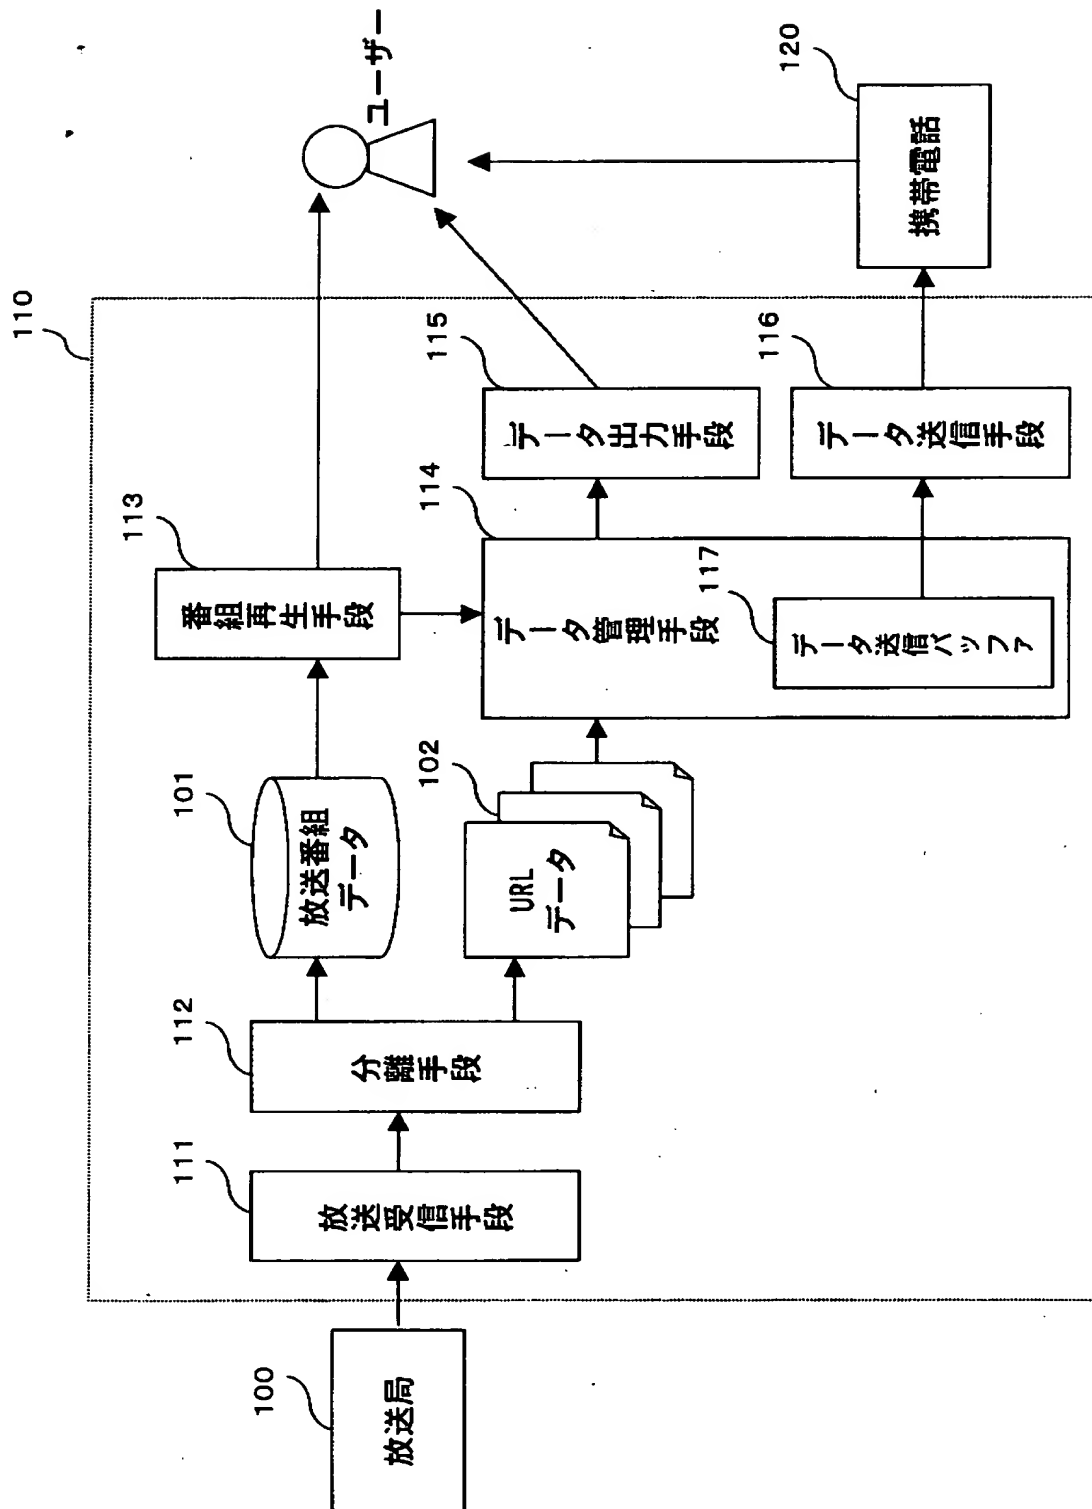 110
ユーザー
113
番組再生手段
101
放送番組
データ
112
分離手段
111
放送受信手段
100
放送局
102
URL
データ
114
データ管理手段
117
データ送信バッファ
115
データ出力手段
116
データ送信手段
120
携帯電話